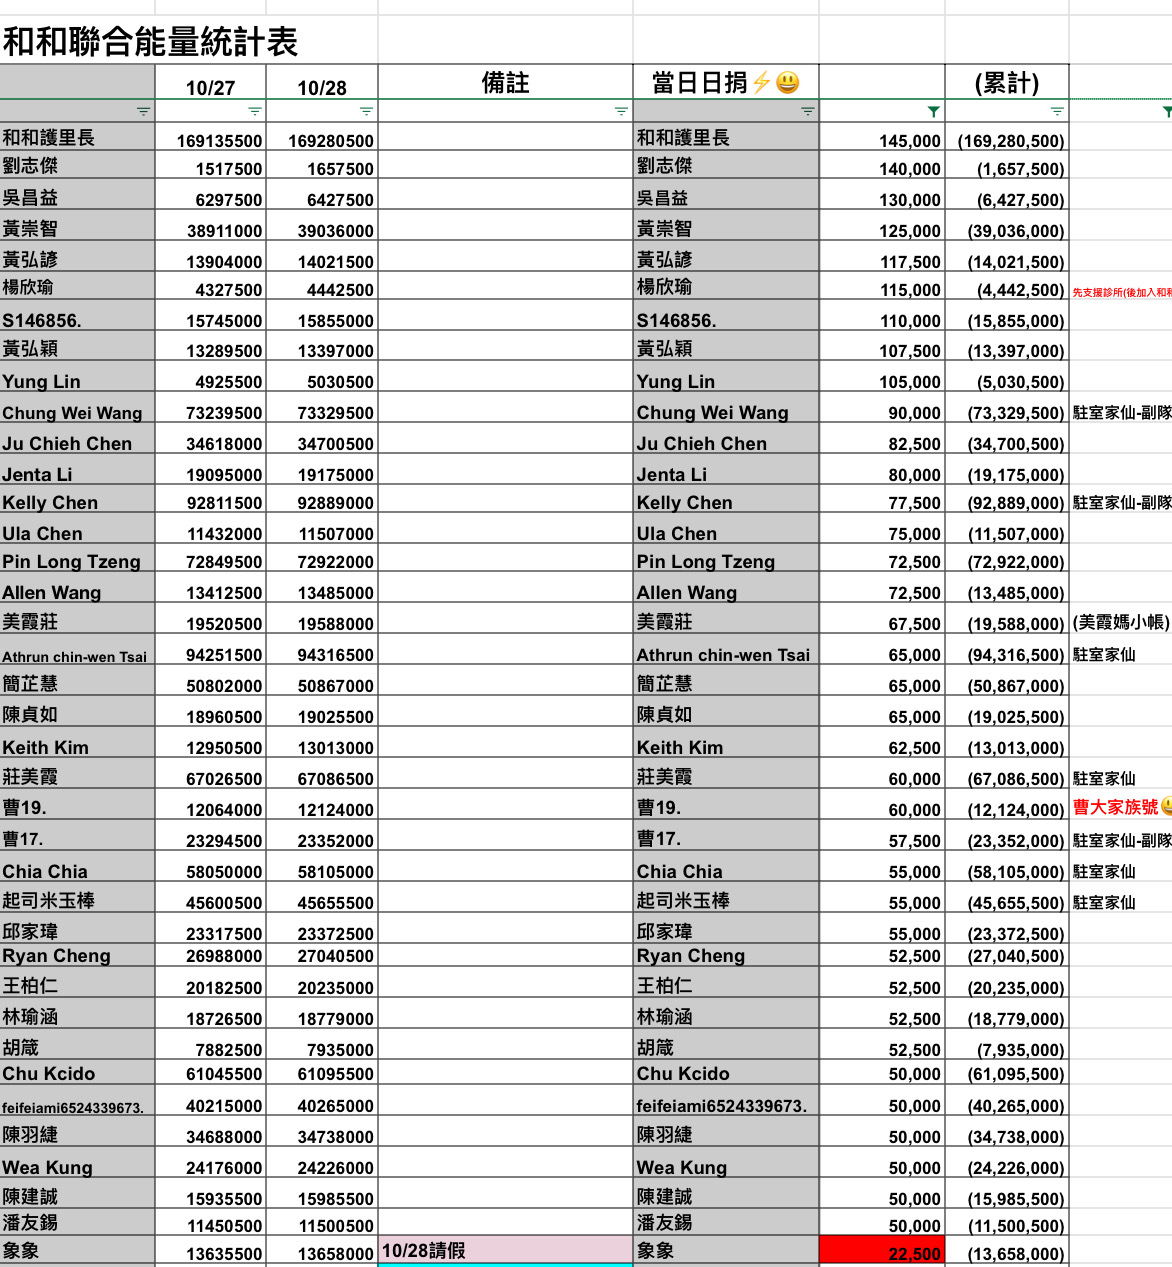 和和聯合能量統計表
10/27 10/28 備註 當日日捐⚡😃 (累計)
和和護里長 169135500 169280500 和和護里長 145,000 (169,280,500)
劉志傑 1517500 1657500 劉志傑 140,000 (1,657,500)
吳昌益 6297500 6427500 吳昌益 130,000 (6,427,500)
黃崇智 38911000 39036000 黃崇智 125,000 (39,036,000)
黃弘諺 13904000 14021500 黃弘諺 117,500 (14,021,500)
楊欣瑜 4327500 4442500 楊欣瑜 115,000 (4,442,500) 先支援診所(後加入和和
S146856. 15745000 15855000 S146856. 110,000 (15,855,000)
黃弘穎 13289500 13397000 黃弘穎 107,500 (13,397,000)
Yung Lin 4925500 5030500 Yung Lin 105,000 (5,030,500)
Chung Wei Wang 73239500 73329500 Chung Wei Wang 90,000 (73,329,500) 駐室家仙-副隊
Ju Chieh Chen 34618000 34700500 Ju Chieh Chen 82,500 (34,700,500)
Jenta Li 19095000 19175000 Jenta Li 80,000 (19,175,000)
Kelly Chen 92811500 92889000 Kelly Chen 77,500 (92,889,000) 駐室家仙-副隊
Ula Chen 11432000 11507000 Ula Chen 75,000 (11,507,000)
Pin Long Tzeng 72849500 72922000 Pin Long Tzeng 72,500 (72,922,000)
Allen Wang 13412500 13485000 Allen Wang 72,500 (13,485,000)
美霞莊 19520500 19588000 美霞莊 67,500 (19,588,000) (美霞媽小帳)
Athrun chin-wen Tsai 94251500 94316500 Athrun chin-wen Tsai 65,000 (94,316,500) 駐室家仙
簡芷慧 50802000 50867000 簡芷慧 65,000 (50,867,000)
陳貞如 18960500 19025500 陳貞如 65,000 (19,025,500)
Keith Kim 12950500 13013000 Keith Kim 62,500 (13,013,000)
莊美霞 67026500 67086500 莊美霞 60,000 (67,086,500) 駐室家仙
曹19. 12064000 12124000 曹19. 60,000 (12,124,000) 曹大家族號😃
曹17. 23294500 23352000 曹17. 57,500 (23,352,000) 駐室家仙-副隊
Chia Chia 58050000 58105000 Chia Chia 55,000 (58,105,000) 駐室家仙
起司米玉棒 45600500 45655500 起司米玉棒 55,000 (45,655,500) 駐室家仙
邱家瑋 23317500 23372500 邱家瑋 55,000 (23,372,500)
Ryan Cheng 26988000 27040500 Ryan Cheng 52,500 (27,040,500)
王柏仁 20182500 20235000 王柏仁 52,500 (20,235,000)
林瑜涵 18726500 18779000 林瑜涵 52,500 (18,779,000)
胡箴 7882500 7935000 胡箴 52,500 (7,935,000)
Chu Kcido 61045500 61095500 Chu Kcido 50,000 (61,095,500)
feifeiami6524339673. 40215000 40265000 feifeiami6524339673. 50,000 (40,265,000)
陳羽緁 34688000 34738000 陳羽緁 50,000 (34,738,000)
Wea Kung 24176000 24226000 Wea Kung 50,000 (24,226,000)
陳建誠 15935500 15985500 陳建誠 50,000 (15,985,500)
潘友錫 11450500 11500500 潘友錫 50,000 (11,500,500)
象象 13635500 13658000 10/28請假 象象 22,500 (13,658,000)